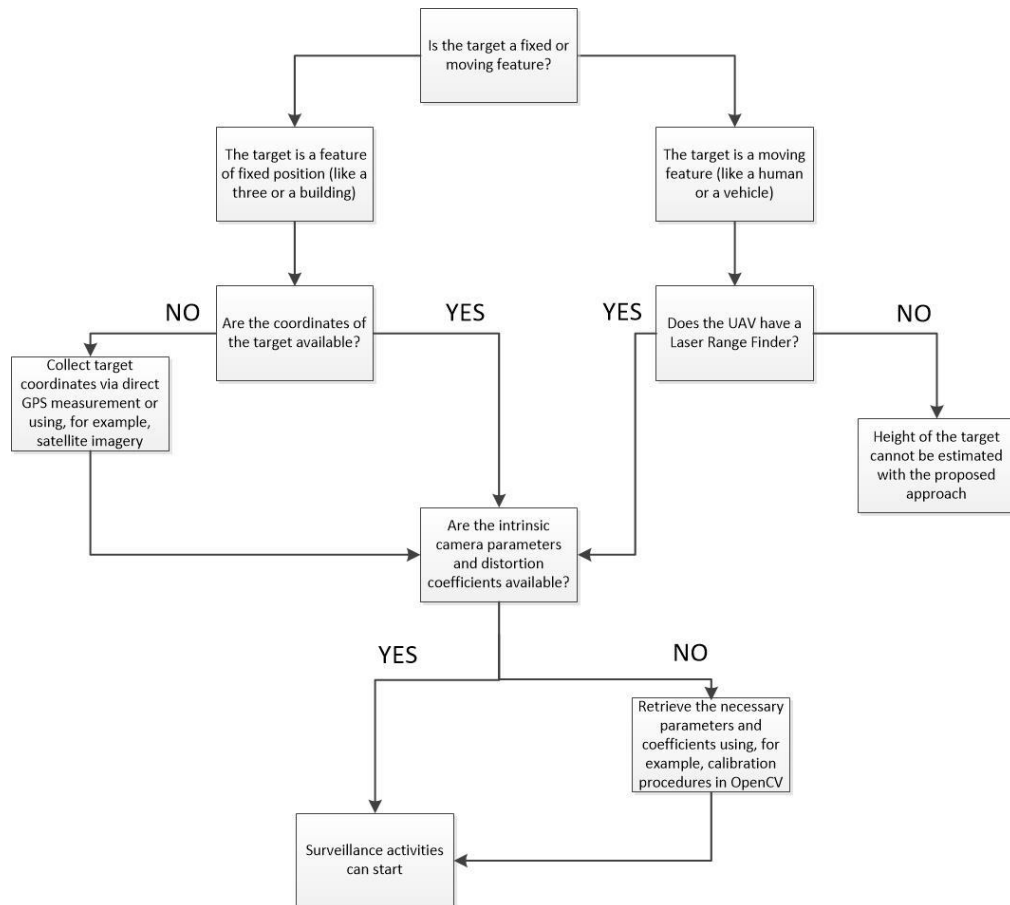 Is the target a fixed or
moving feature?
The target is a feature
of fixed position (like a
three or a building)
The target is a moving
feature (like a human
or a vehicle)
NO
Are the coordinates of
the target available?
YES
YES
Does the UAV have a
Laser Range Finder?
NO
Collect target
coordinates via direct
GPS measurement or
using, for example,
satellite imagery
Height of the target
cannot be estimated
with the proposed
approach
Are the intrinsic
camera parameters
and distortion
coefficients available?
YES
NO
Retrieve the necessary
parameters and
coefficients using, for
example, calibration
procedures in OpenCV
Surveillance activities
can start